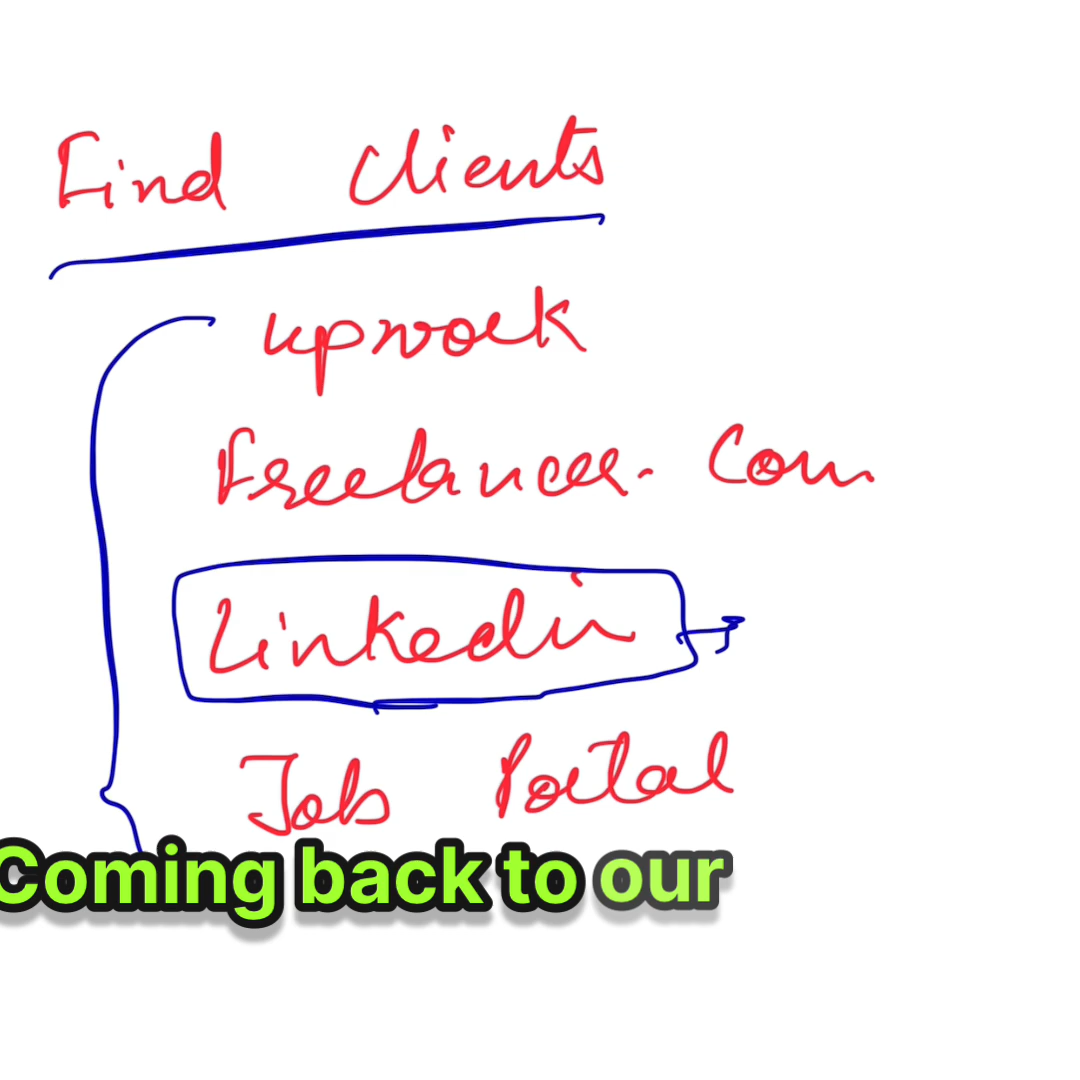 Find Clients
upwork
Freelancer. Com
Linkedin
Job Portal
Coming back to our